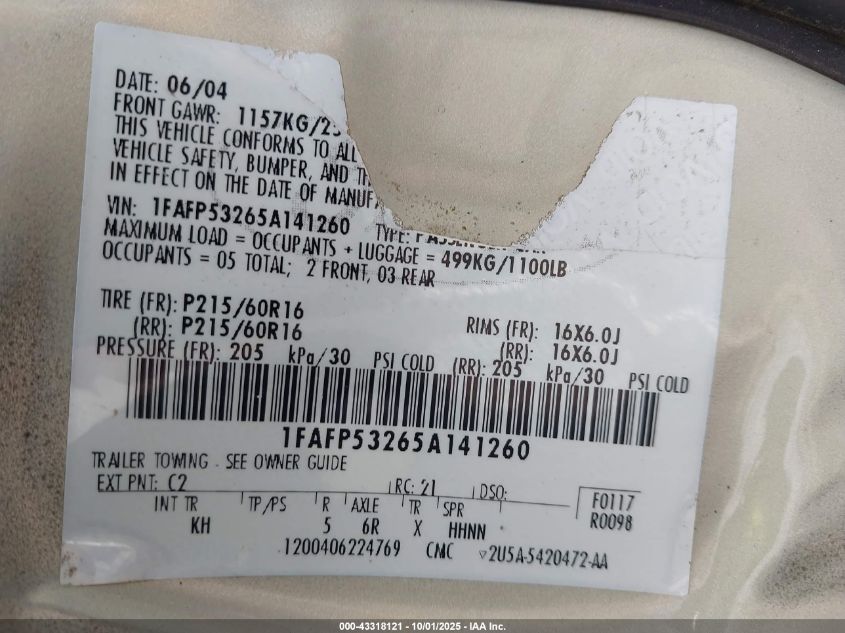 DATE: 06/04
FRONT GAWR: 1157KG/25
THIS VEHICLE CONFORMS TO ALL
VEHICLE SAFETY, BUMPER, AND TH
IN EFFECT ON THE DATE OF MANUFA
VIN: 1FAFP53265A141260 TYPE: PASSENGER CAR
MAXIMUM LOAD = OCCUPANTS + LUGGAGE = 499KG/1100LB
OCCUPANTS = 05 TOTAL; 2 FRONT, 03 REAR
TIRE (FR): P215/60R16 RIMS (FR): 16X6.0J
(RR): P215/60R16 (RR): 16X6.0J
PRESSURE (FR): 205 kPa/30 PSI COLD (RR): 205 kPa/30 PSI COLD
1FAFP53265A141260
TRAILER TOWING - SEE OWNER GUIDE
EXT PNT: C2 RC: 21 DSO: F0117
INT TR TP/PS R AXLE TR SPR R0098
KH 5 6R X HHNN
1200406224769 CMC 2U5A-5420472-AA
000-43318121 - 10/01/2025 - IAA Inc.